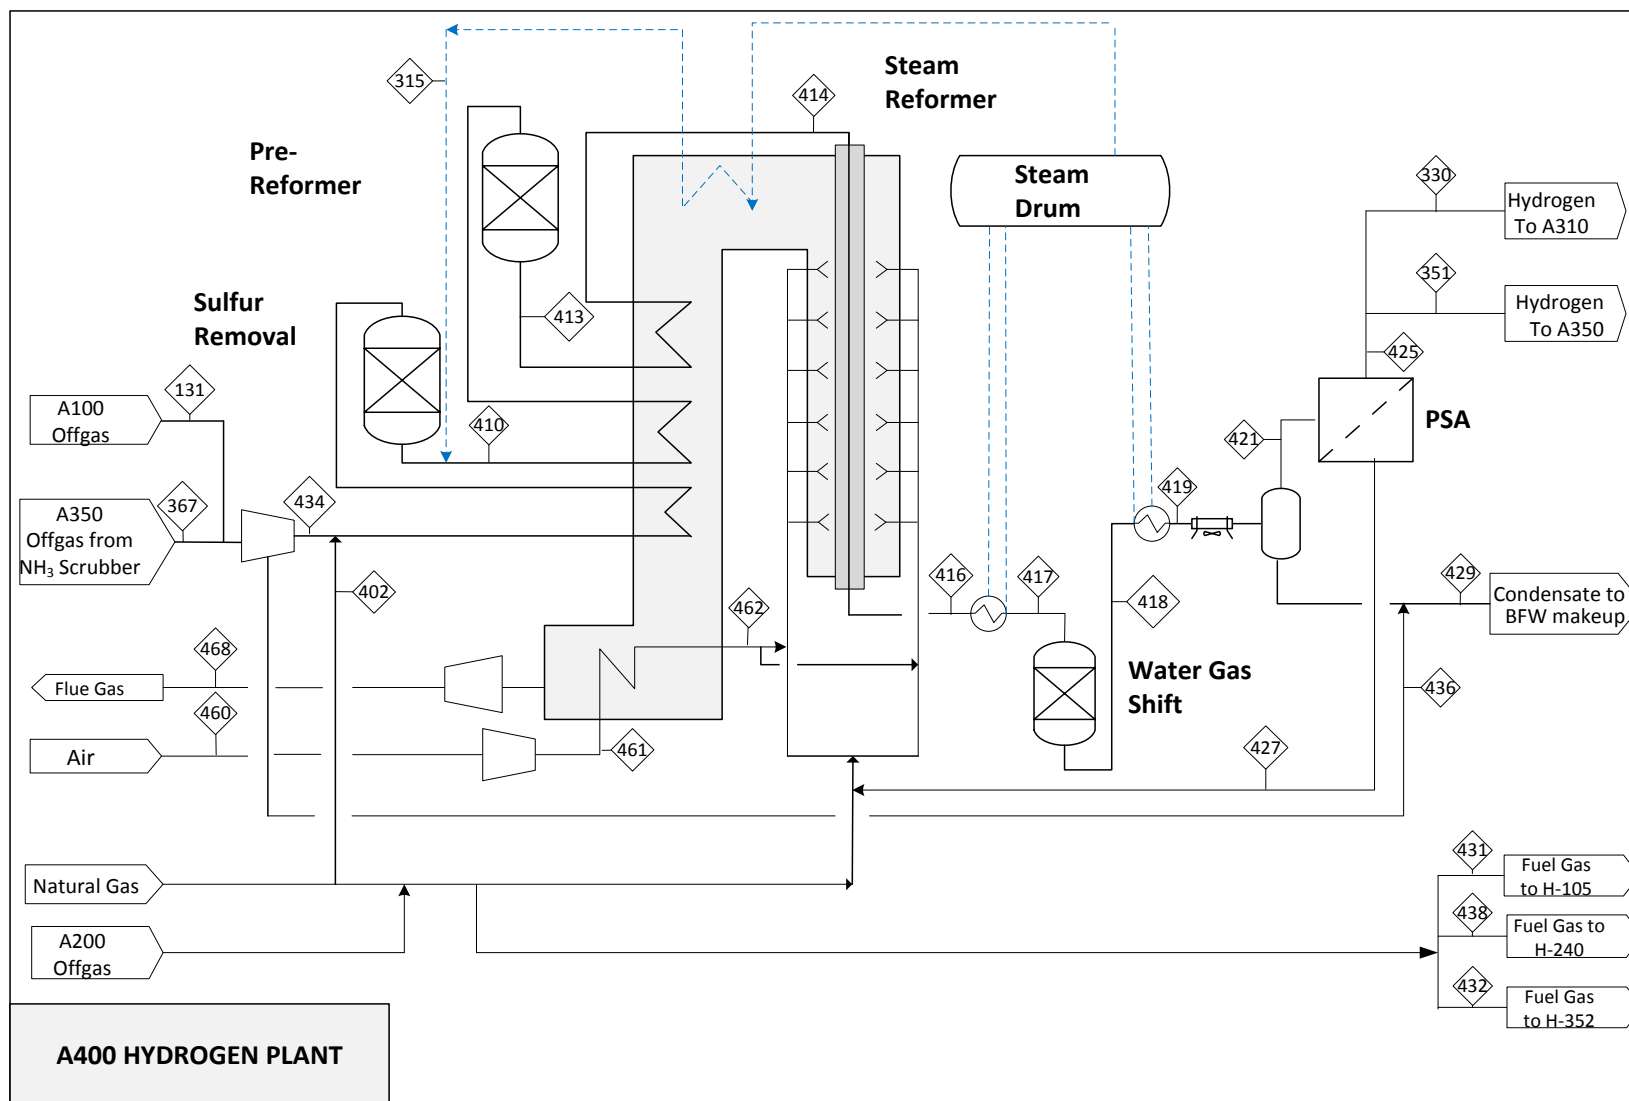 315
414
Steam
Reformer
Pre-
Reformer
Steam
Drum
330
Hydrogen
To A310
351
Hydrogen
To A350
Sulfur
Removal
413
425
131
A100
Offgas
410
421
PSA
367
434
419
A350
Offgas from
NH₃ Scrubber
402
416
417
418
429
Condensate to
BFW makeup
462
468
Flue Gas
Water Gas
Shift
436
460
Air
461
427
431
Fuel Gas
to H-105
Natural Gas
438
Fuel Gas to
H-240
A200
Offgas
432
Fuel Gas
to H-352
A400 HYDROGEN PLANT